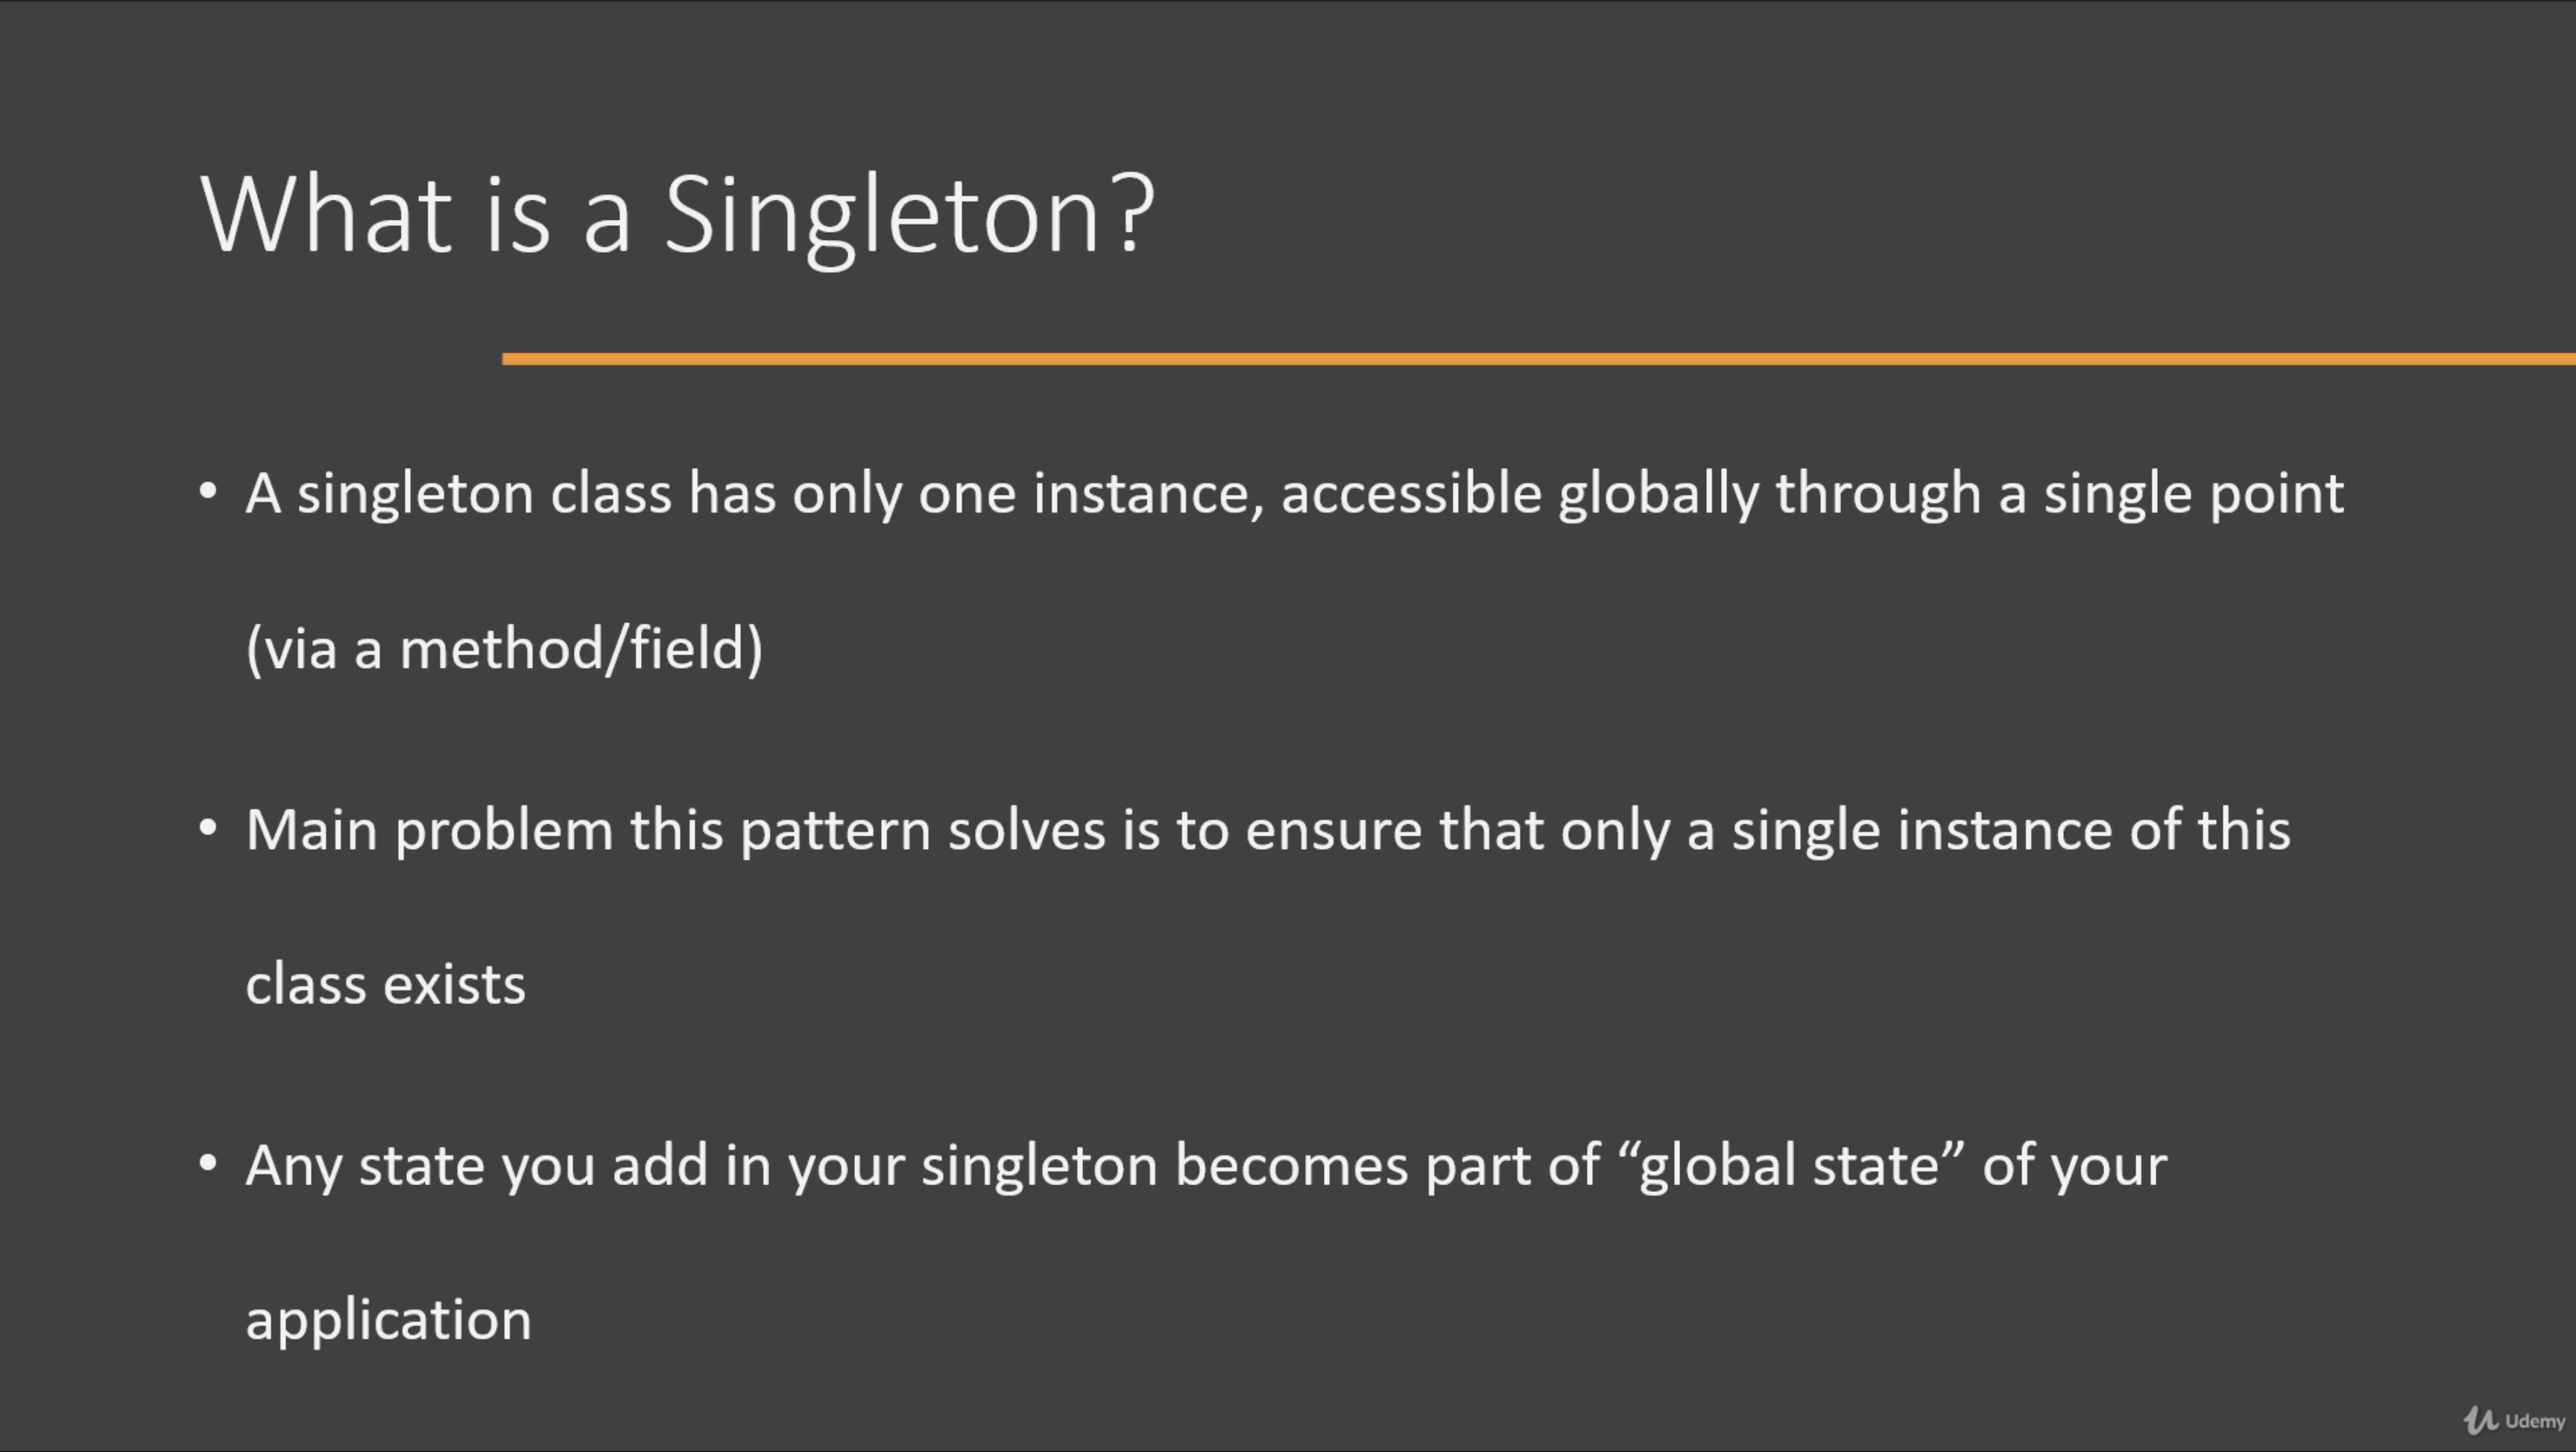 What is a Singleton?
• A singleton class has only one instance, accessible globally through a single point
(via a method/field)
• Main problem this pattern solves is to ensure that only a single instance of this
class exists
• Any state you add in your singleton becomes part of “global state” of your
application
Udemy